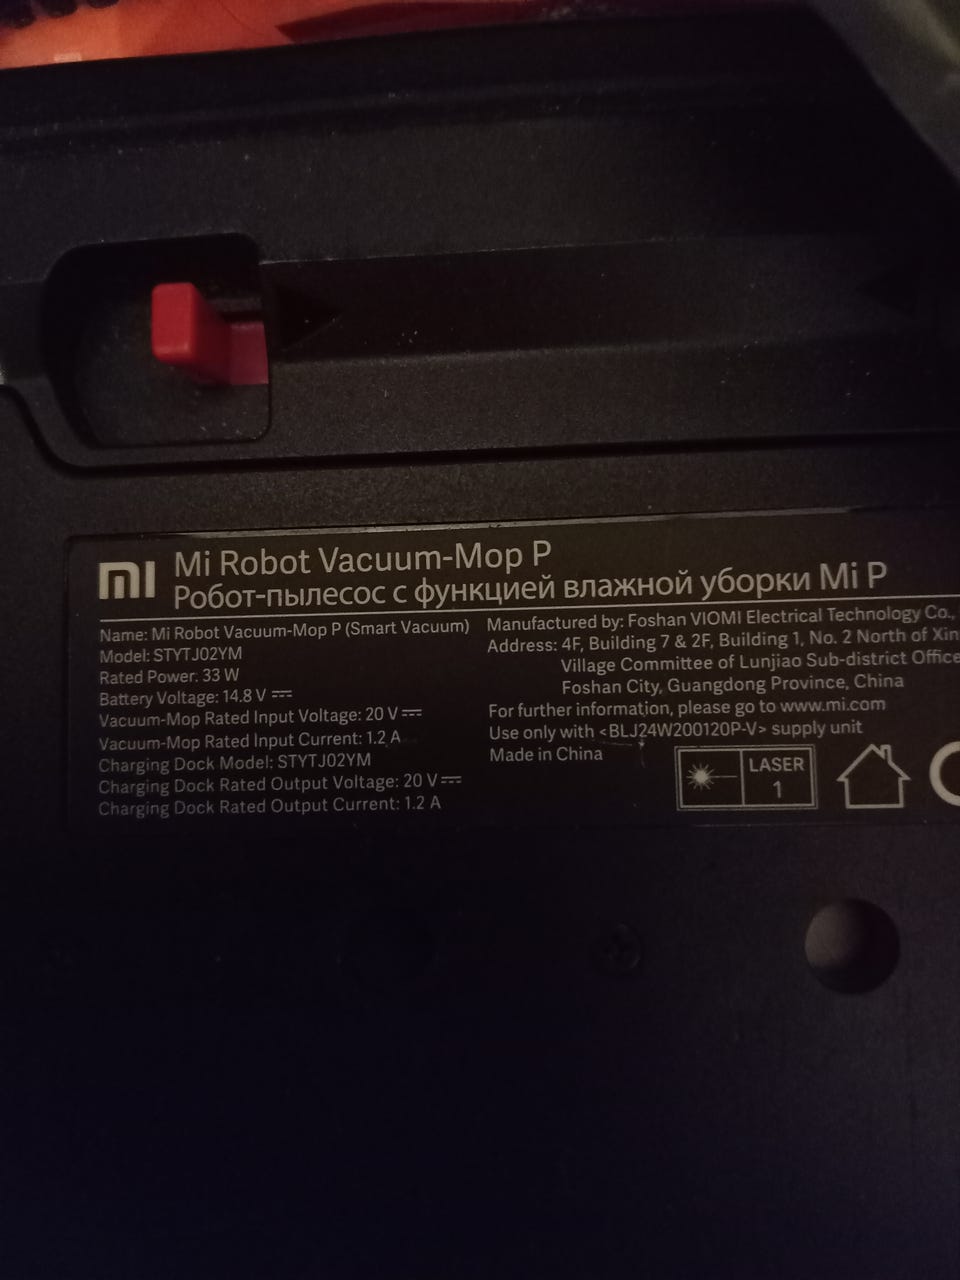 mi Mi Robot Vacuum-Mop P
Робот-пылесос с функцией влажной уборки Mi P
Name: Mi Robot Vacuum-Mop P (Smart Vacuum)
Model: STYTJ02YM
Rated Power: 33 W
Battery Voltage: 14.8 V ⎓
Vacuum-Mop Rated Input Voltage: 20 V ⎓
Vacuum-Mop Rated Input Current: 1.2 A
Charging Dock Model: STYTJ02YM
Charging Dock Rated Output Voltage: 20 V ⎓
Charging Dock Rated Output Current: 1.2 A
Manufactured by: Foshan VIOMI Electrical Technology Co.,
Address: 4F, Building 7 & 2F, Building 1, No. 2 North of Xin
Village Committee of Lunjiao Sub-district Office
Foshan City, Guangdong Province, China
For further information, please go to www.mi.com
Use only with <BLJ24W200120P-V> supply unit
Made in China
LASER
1